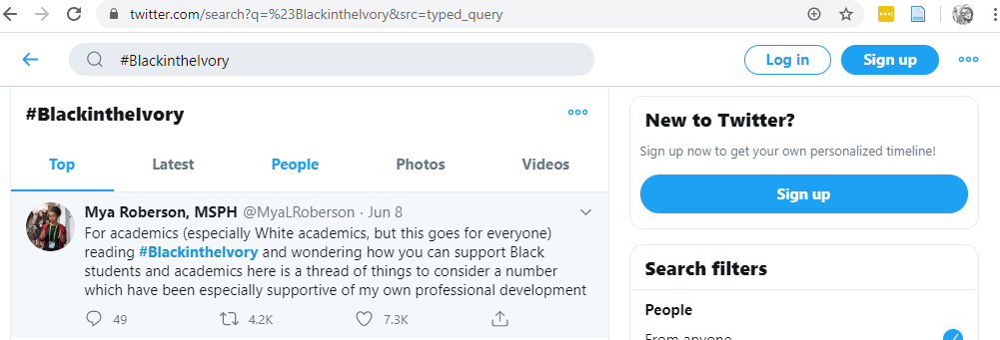 twitter.com/search?q=%23BlackintheIvory&src=typed_query
#BlackintheIvory
Log in
Sign up
#BlackintheIvory
Top
Latest
People
Photos
Videos
Mya Roberson, MSPH @MyaLRoberson · Jun 8
For academics (especially White academics, but this goes for everyone)
reading #BlackintheIvory and wondering how you can support Black
students and academics here is a thread of things to consider a number
which have been especially supportive of my own professional development
49
4.2K
7.3K
New to Twitter?
Sign up now to get your own personalized timeline!
Sign up
Search filters
People
From anyone